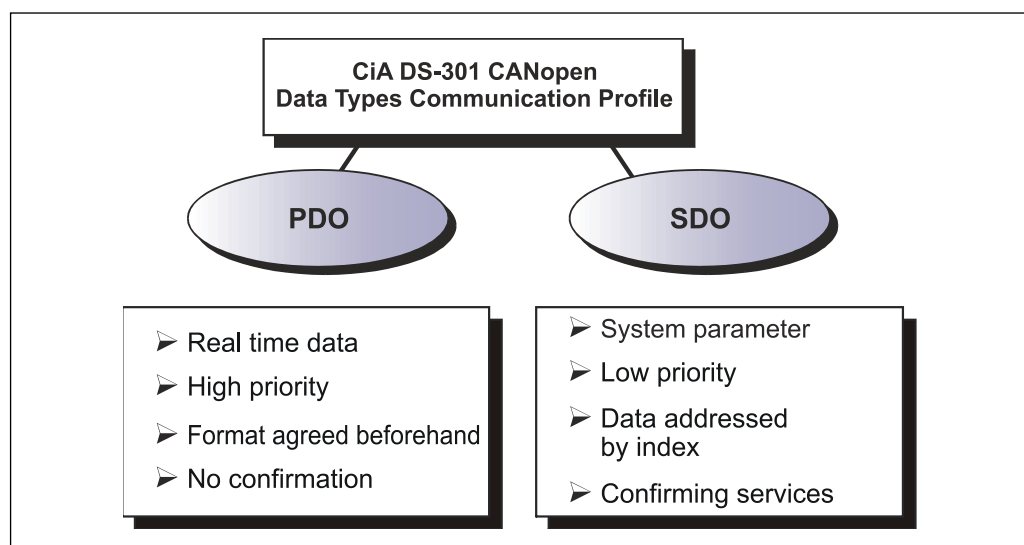 CiA DS-301 CANopen
Data Types Communication Profile
PDO
SDO
Real time data
High priority
Format agreed beforehand
No confirmation
System parameter
Low priority
Data addressed
by index
Confirming services